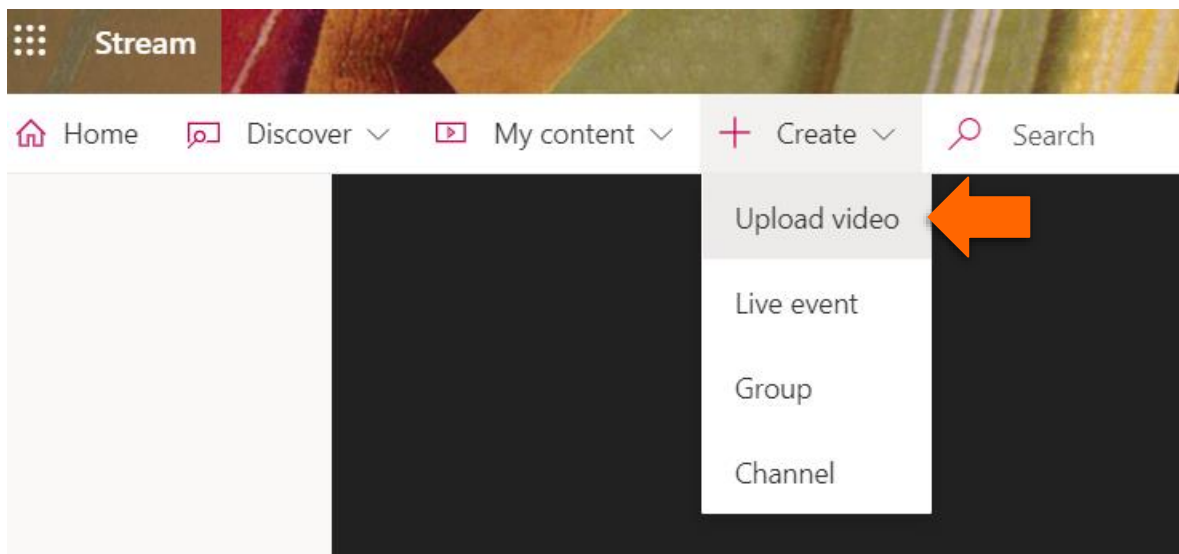 Stream
Home Discover My content Create Search
Upload video
Live event
Group
Channel